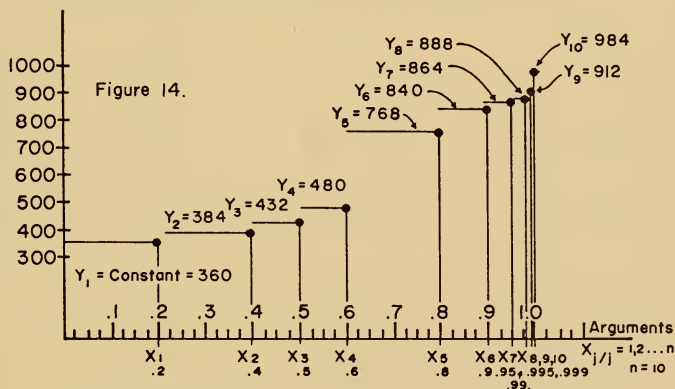 Figure 14.
1000
900
800
700
600
500
400
300
Y₁ = Constant = 360
Y₂ = 384
Y₃ = 432
Y₄ = 480
Y₅ = 768
Y₆ = 840
Y₇ = 864
Y₈ = 888
Y₁₀ = 984
Y₉ = 912
.1 .2 .3 .4 .5 .6 .7 .8 .9 1.0
Arguments
X₁ X₂ X₃ X₄ X₅ X₆ X₇ X₈,₉,₁₀ X j/j = 1,2...n
.2 .4 .5 .6 .8 .9 .95, .995, .999 n = 10
.99.